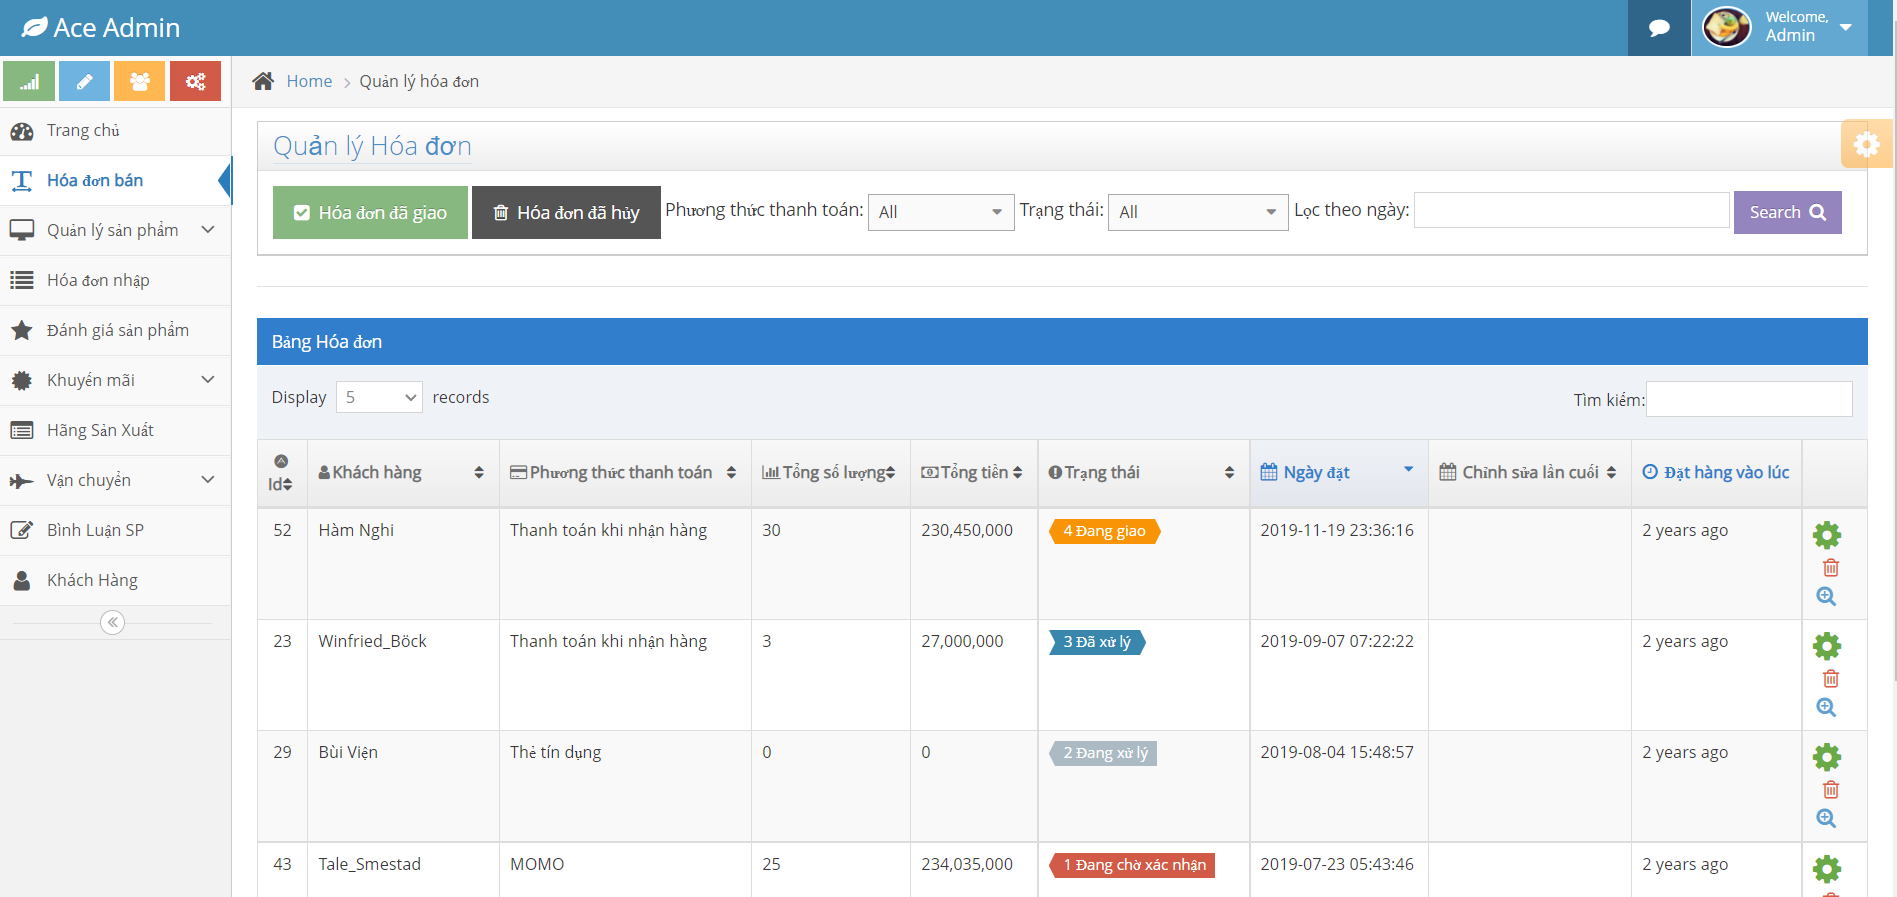 Ace Admin
Welcome,
Admin
Home > Quản lý hóa đơn
Trang chủ
Hóa đơn bán
Quản lý sản phẩm
Hóa đơn nhập
Đánh giá sản phẩm
Khuyến mãi
Hãng Sản Xuất
Vận chuyển
Bình Luận SP
Khách Hàng
Quản lý Hóa đơn
Hóa đơn đã giao Hóa đơn đã hủy Phương thức thanh toán: All Trạng thái: All Lọc theo ngày: Search
Bảng Hóa đơn
Display 5 records Tìm kiếm:
Id Khách hàng Phương thức thanh toán Tổng số lượng Tổng tiền Trạng thái Ngày đặt Chỉnh sửa lần cuối Đặt hàng vào lúc
52 Hàm Nghi Thanh toán khi nhận hàng 30 230,450,000 4 Đang giao 2019-11-19 23:36:16 2 years ago
23 Winfried_Böck Thanh toán khi nhận hàng 3 27,000,000 3 Đã xử lý 2019-09-07 07:22:22 2 years ago
29 Bùi Viện Thẻ tín dụng 0 0 2 Đang xử lý 2019-08-04 15:48:57 2 years ago
43 Tale_Smestad MOMO 25 234,035,000 1 Đang chờ xác nhận 2019-07-23 05:43:46 2 years ago